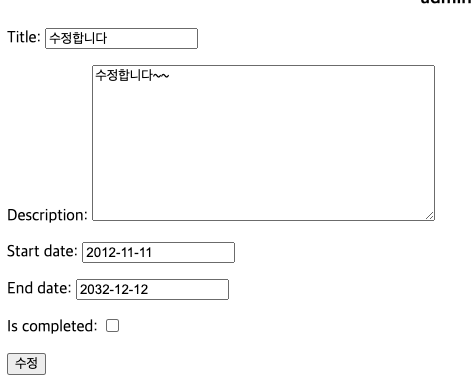 admin
Title: 수정합니다
수정합니다~~
Description:
Start date: 2012-11-11
End date: 2032-12-12
Is completed:
수정